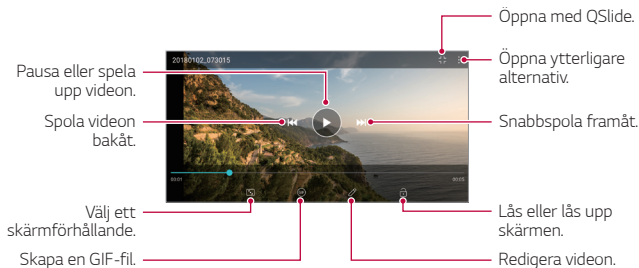 Öppna med QSlide.
20180102_073015
Öppna ytterligare
alternativ.
Pausa eller spela
upp videon.
Spola videon
bakåt.
Snabbspola framåt.
00:01
00:05
GIF
Välj ett
skärmförhållande.
Lås eller lås upp
skärmen.
Skapa en GIF-fil.
Redigera videon.